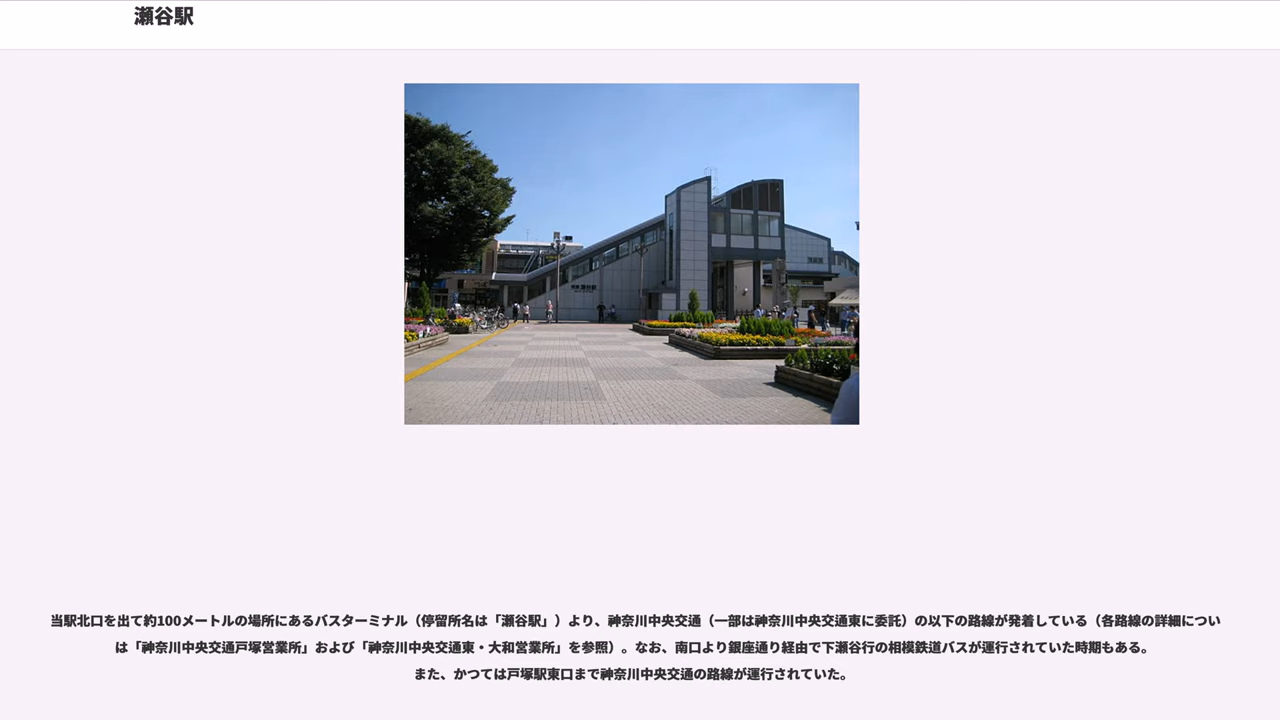 瀬谷駅
当駅北口を出て約100メートルの場所にあるバスターミナル（停留所名は「瀬谷駅」）より、神奈川中央交通（一部は神奈川中央交通東に委託）の以下の路線が発着している（各路線の詳細につい
は「神奈川中央交通戸塚営業所」および「神奈川中央交通東・大和営業所」を参照）。なお、南口より銀座通り経由で下瀬谷行の相模鉄道バスが運行されていた時期もある。
また、かつては戸塚駅東口まで神奈川中央交通の路線が運行されていた。